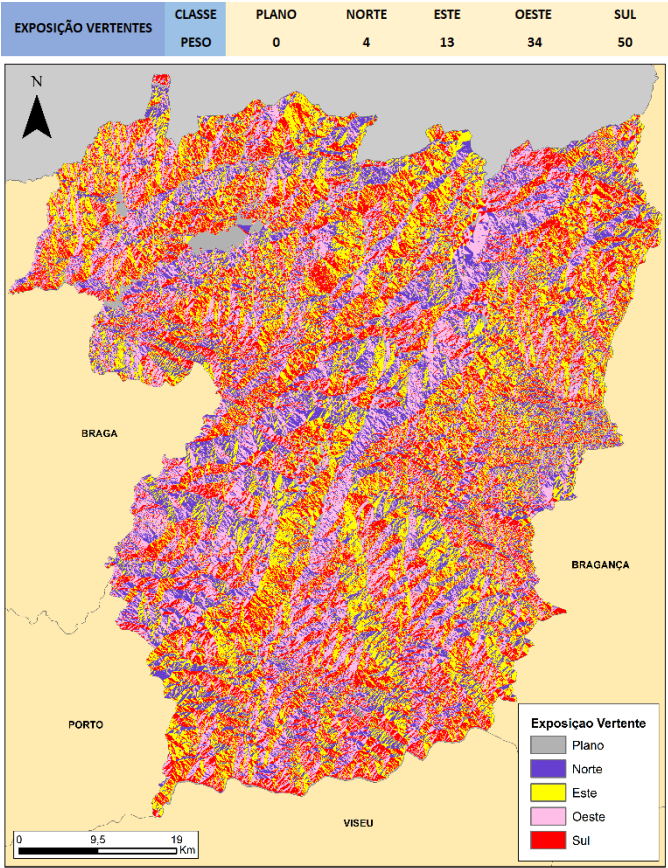 EXPOSIÇÃO VERTENTES CLASSE PLANO NORTE ESTE OESTE SUL
PESO 0 4 13 34 50
N
BRAGA
BRAGANÇA
PORTO
VISEU
Exposiçao Vertente
Plano
Norte
Este
Oeste
Sul
0 9,5 19
Km